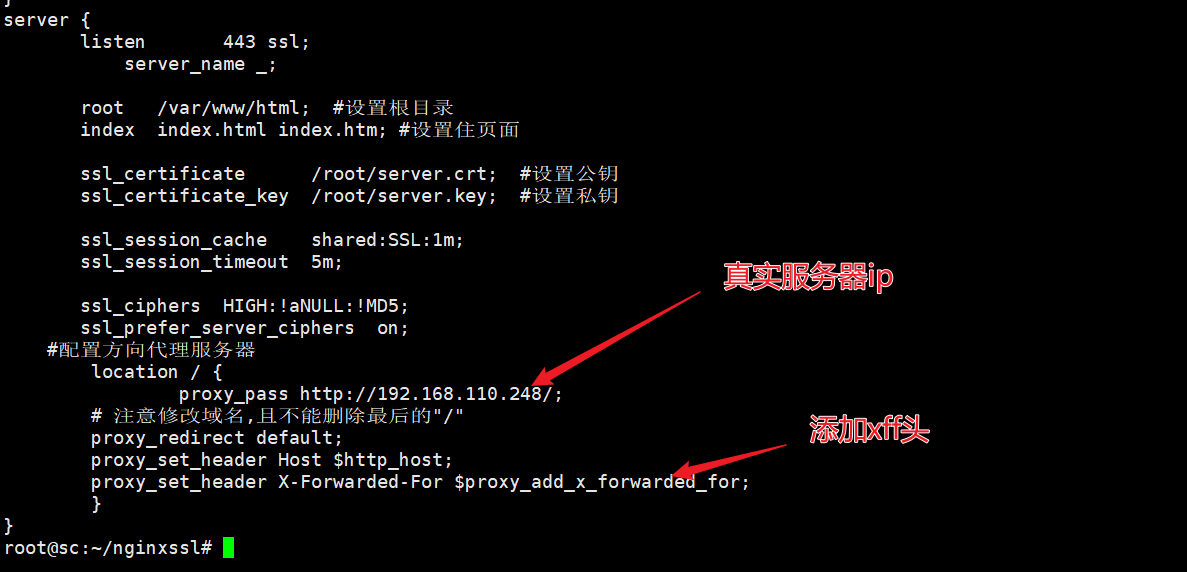 }
server {
listen 443 ssl;
server_name _;
root /var/www/html; #设置根目录
index index.html index.htm; #设置住页面
ssl_certificate /root/server.crt; #设置公钥
ssl_certificate_key /root/server.key; #设置私钥
ssl_session_cache shared:SSL:1m;
ssl_session_timeout 5m;
真实服务器ip
ssl_ciphers HIGH:!aNULL:!MD5;
ssl_prefer_server_ciphers on;
#配置方向代理服务器
location / {
proxy_pass http://192.168.110.248/;
# 注意修改域名,且不能删除最后的"/"
添加xff头
proxy_redirect default;
proxy_set_header Host $http_host;
proxy_set_header X-Forwarded-For $proxy_add_x_forwarded_for;
}
}
root@sc:~/nginxssl#